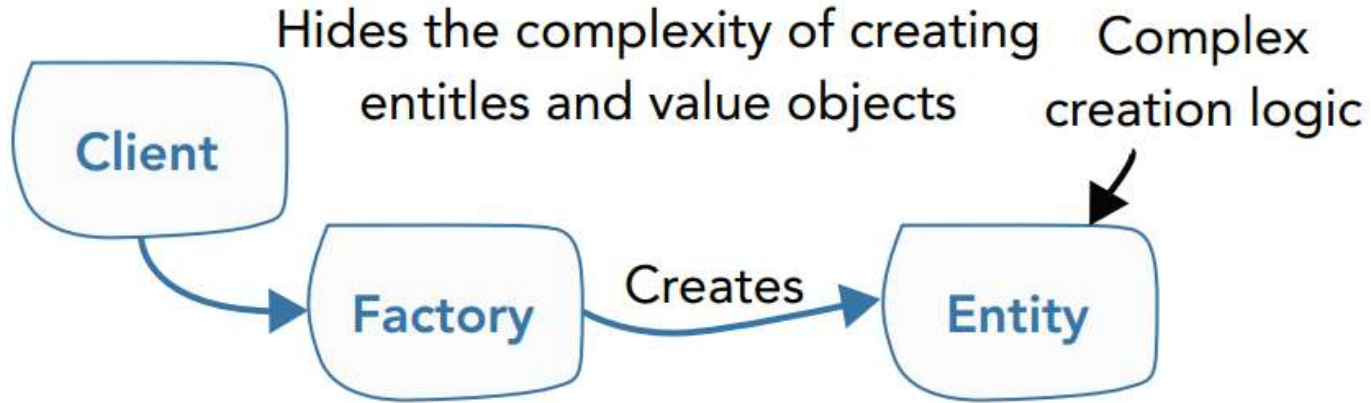 Hides the complexity of creating
entitles and value objects
Complex
creation logic
Client
Factory
Creates
Entity